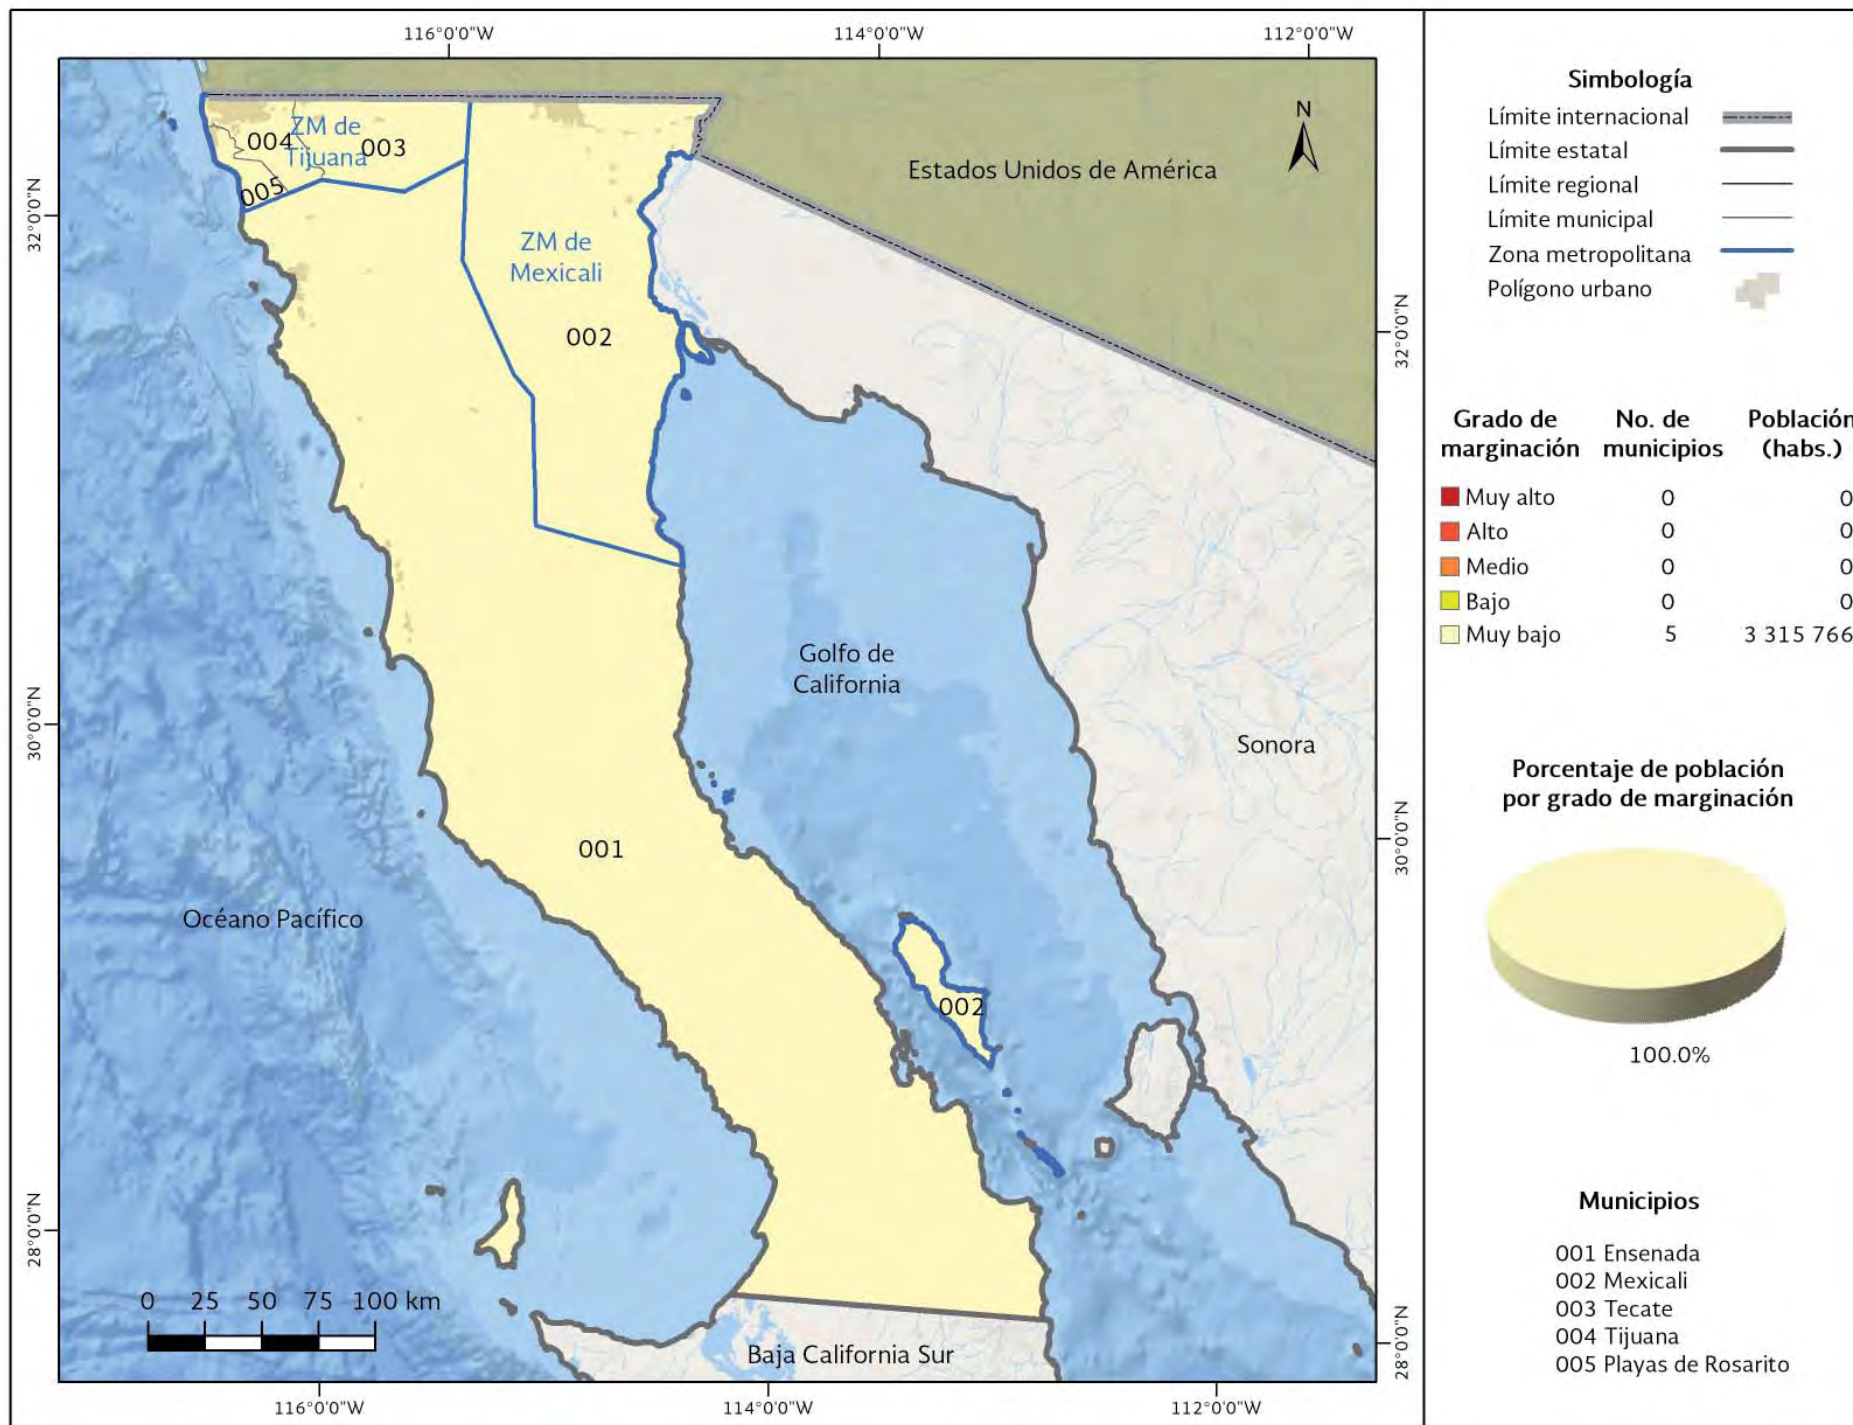 116°0'0"W
114°0'0"W
112°0'0"W
32°0'0"N
30°0'0"N
28°0'0"N
32°0'0"N
30°0'0"N
28°0'0"N
116°0'0"W
114°0'0"W
112°0'0"W
N
ZM de
Tijuana
004
003
005
Estados Unidos de América
ZM de
Mexicali
002
Golfo de
California
Sonora
001
Océano Pacífico
002
0 25 50 75 100 km
Baja California Sur
Simbología
Límite internacional
Límite estatal
Límite regional
Límite municipal
Zona metropolitana
Polígono urbano
Grado de marginación No. de municipios Población (habs.)
Muy alto 0 0
Alto 0 0
Medio 0 0
Bajo 0 0
Muy bajo 5 3 315 766
Porcentaje de población
por grado de marginación
100.0%
Municipios
001 Ensenada
002 Mexicali
003 Tecate
004 Tijuana
005 Playas de Rosarito